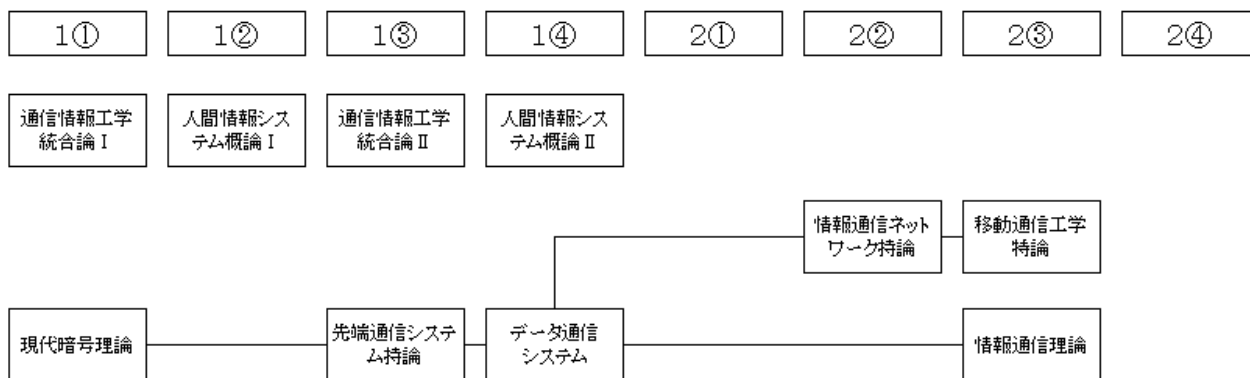 1① 1② 1③ 1④ 2① 2② 2③ 2④
通信情報工学
統合論Ⅰ
人間情報シス
テム概論Ⅰ
通信情報工学
統合論Ⅱ
人間情報シス
テム概論Ⅱ
情報通信ネット
ワーク特論
移動通信工学
特論
現代暗号理論
先端通信システ
ム特論
データ通信
システム
情報通信理論